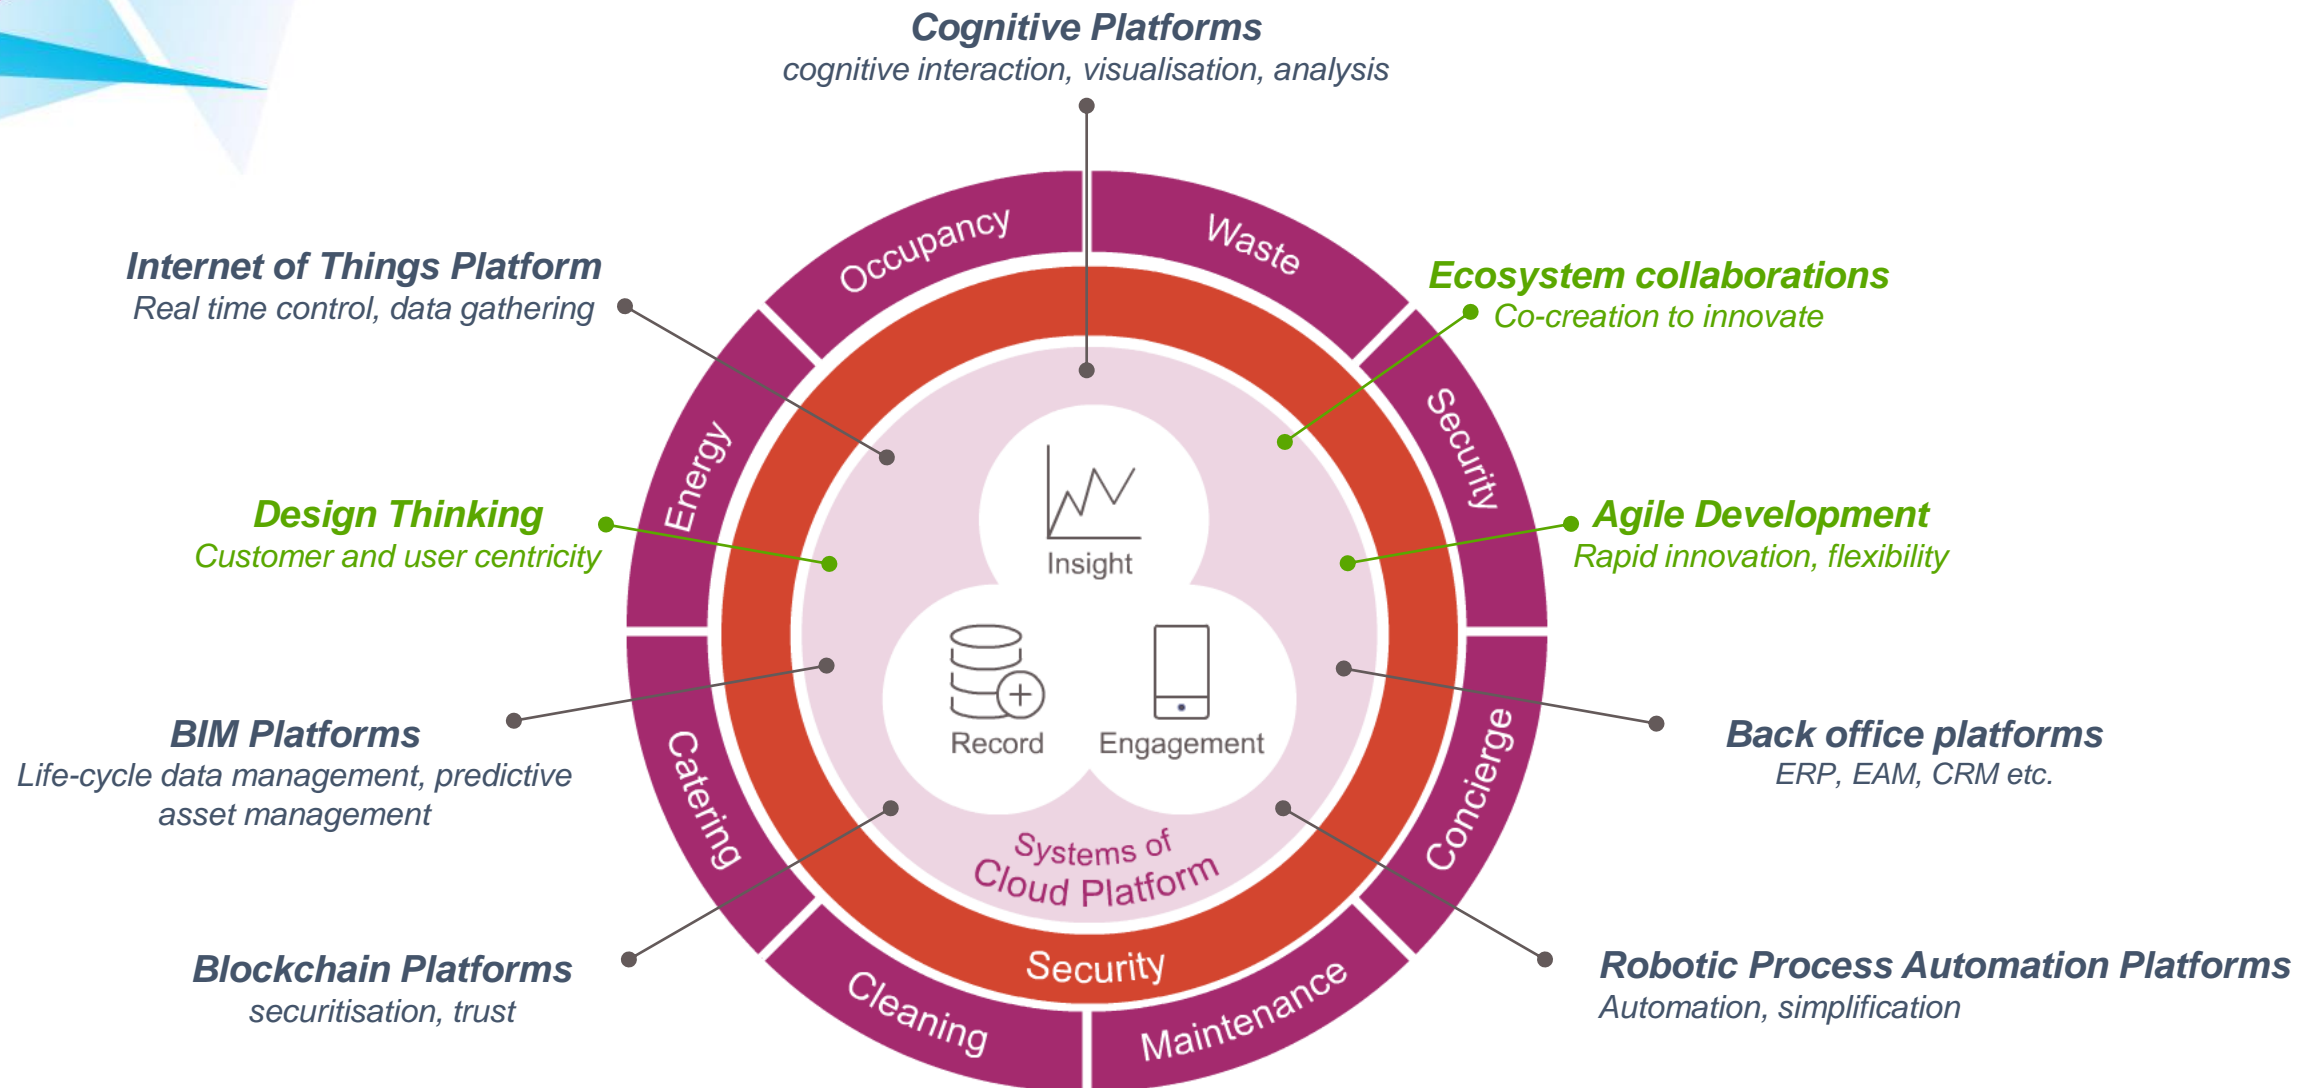 Cognitive Platforms
cognitive interaction, visualisation, analysis
Internet of Things Platform
Real time control, data gathering
Ecosystem collaborations
Co-creation to innovate
Design Thinking
Customer and user centricity
Agile Development
Rapid innovation, flexibility
BIM Platforms
Life-cycle data management, predictive
asset management
Back office platforms
ERP, EAM, CRM etc.
Blockchain Platforms
securitisation, trust
Robotic Process Automation Platforms
Automation, simplification
Occupancy
Waste
Security
Concierge
Maintenance
Cleaning
Catering
Energy
Insight
Record
Engagement
Systems of
Cloud Platform
Security